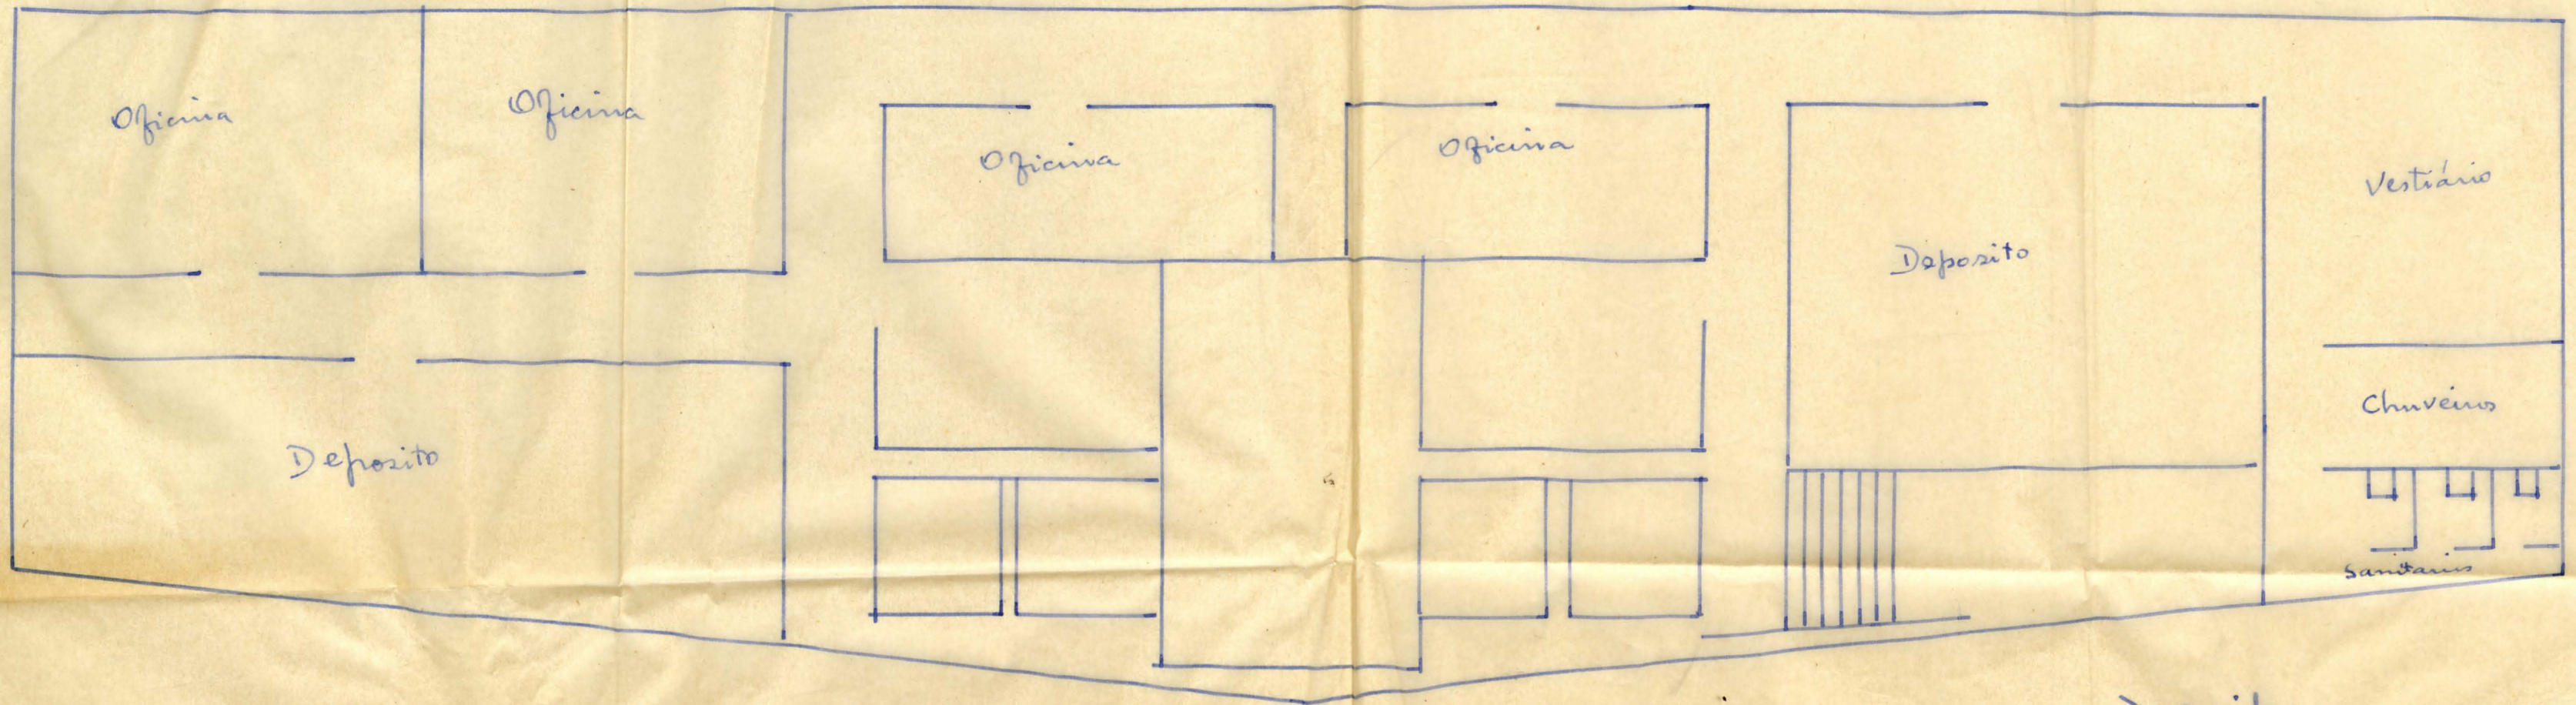 Oficina
Oficina
Oficina
Oficina
Deposito
Deposito
Vestiário
Chuveiros
Sanitarios